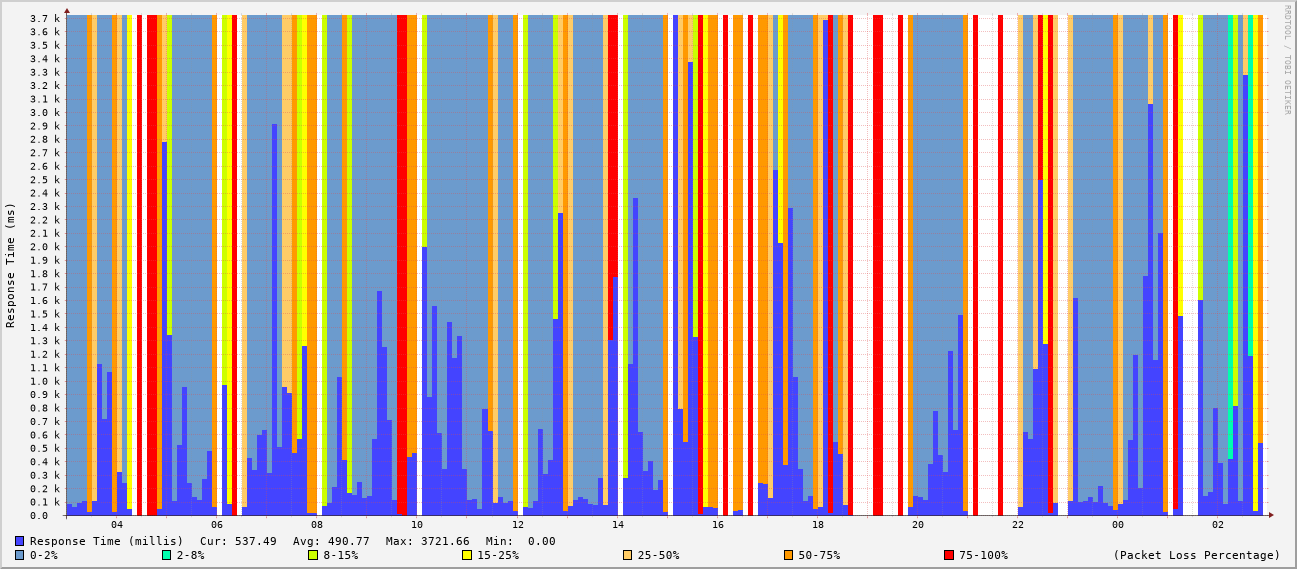 3.7 k
3.6 k
3.4 k
3.3 k
3.2 k
3.1 k
3.0 k
2.9 k
2.8 k
2.7 k
2.6 k
2.5 k
2.4 k
2.3 k
2.2 k
2.1 k
2.0 k
1.9 k
1.8 k
1.7 k
1.6 k
1.5 k
1.4 k
1.3 k
1.2 k
1.1 k
1.0 k
0.9 k
0.8 k
0.7 k
0.6 k
0.5 k
0.4 k
0.3 k
0.2 k
0.1 k
0.0
Response Time (ms)
RRDTOOL / TOBI OETIKER
04 06 08 10 12 14 16 18 20 22 00 02
Response Time (millis) Cur: 537.49 Avg: 490.77 Max: 3721.66 Min: 0.00
0-2% 2-8% 8-15% 15-25% 25-50% 50-75% 75-100% (Packet Loss Percentage)